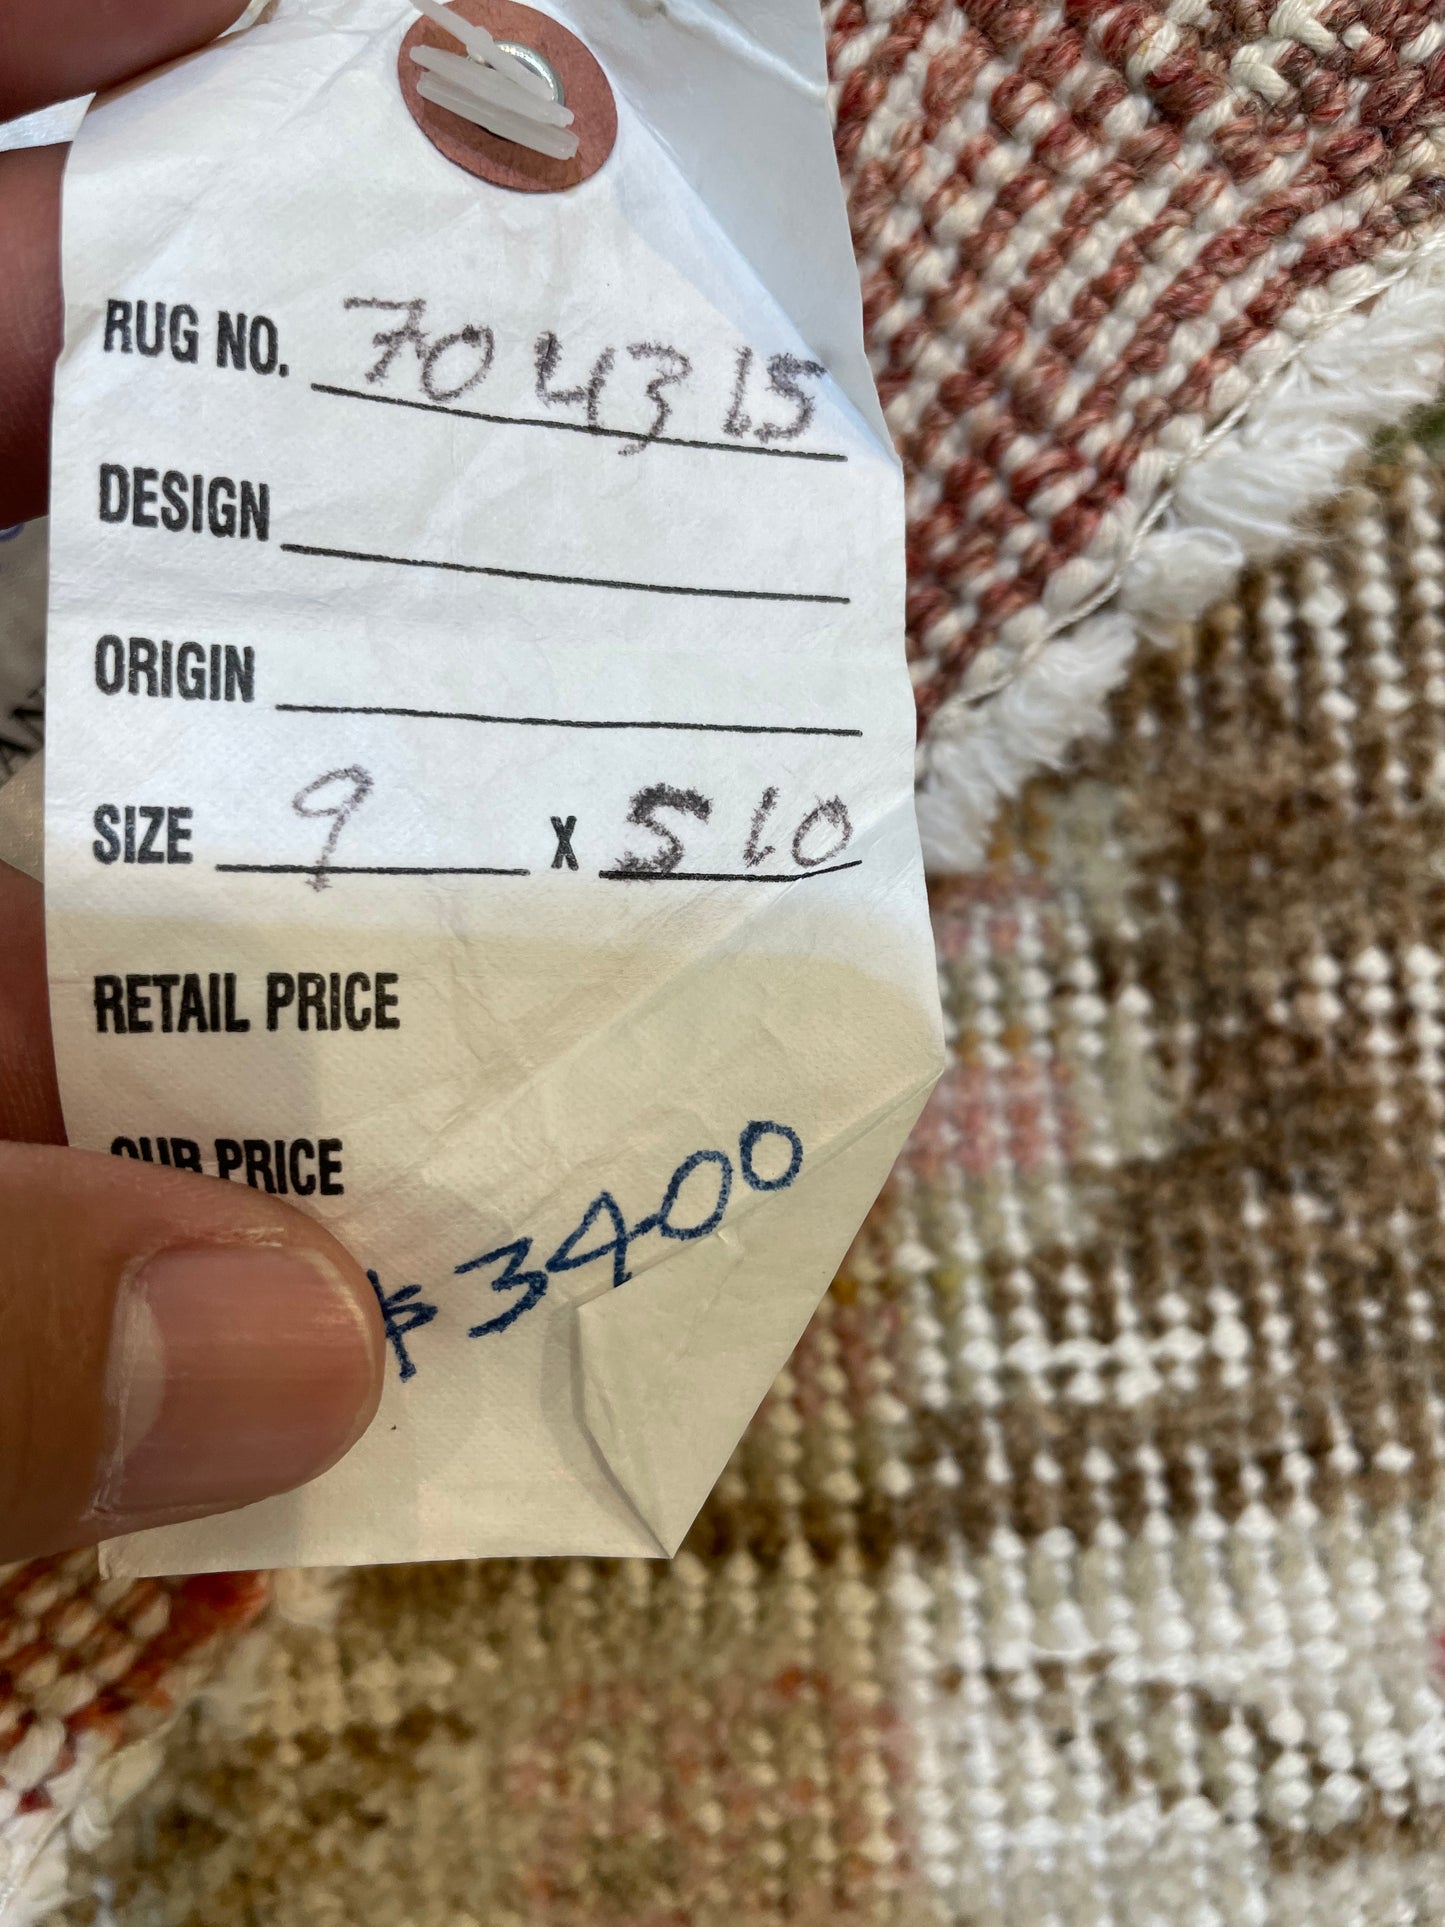 RUG NO. 704315
DESIGN
ORIGIN
SIZE 9 X 5 10
RETAIL PRICE
OUR PRICE
$3400